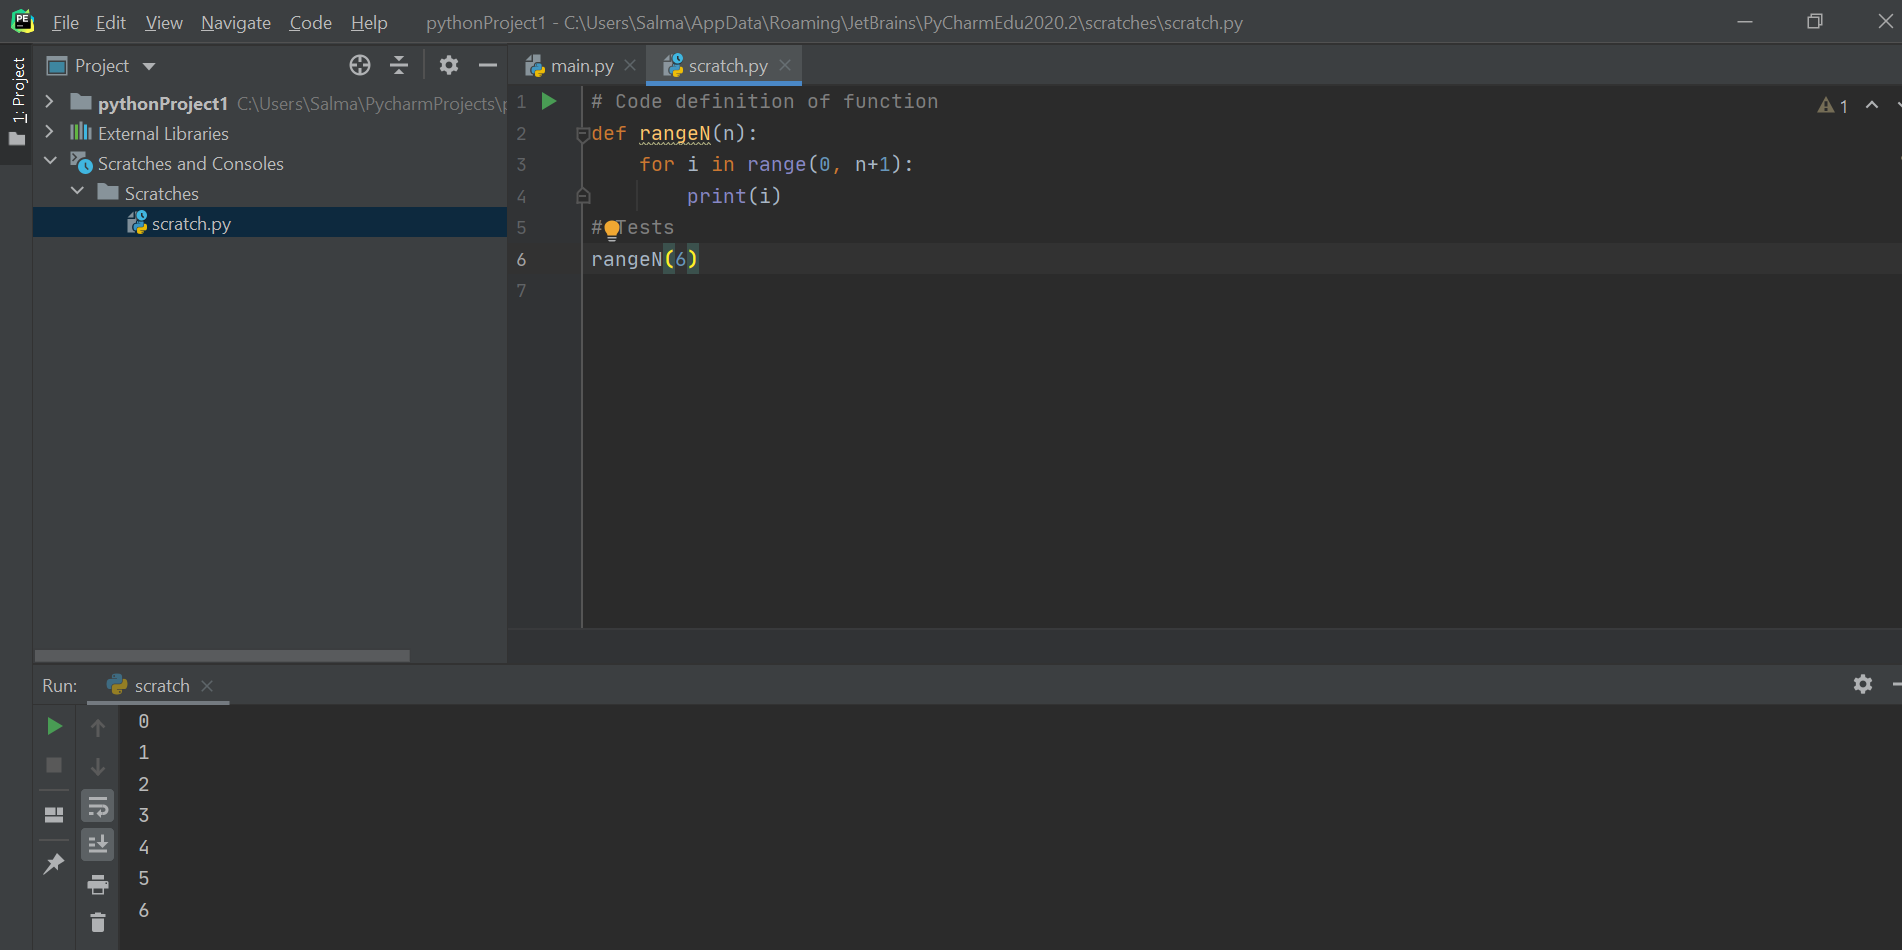 File Edit View Navigate Code Help pythonProject1 - C:\Users\Salma\AppData\Roaming\JetBrains\PyCharmEdu2020.2\scratches\scratch.py
1: Project
Project
pythonProject1 C:\Users\Salma\PycharmProjects\p
External Libraries
Scratches and Consoles
Scratches
scratch.py
main.py scratch.py
1 # Code definition of function
2 def rangeN(n):
3 for i in range(0, n+1):
4 print(i)
5 # Tests
6 rangeN(6)
7
1
Run: scratch
0
1
2
3
4
5
6